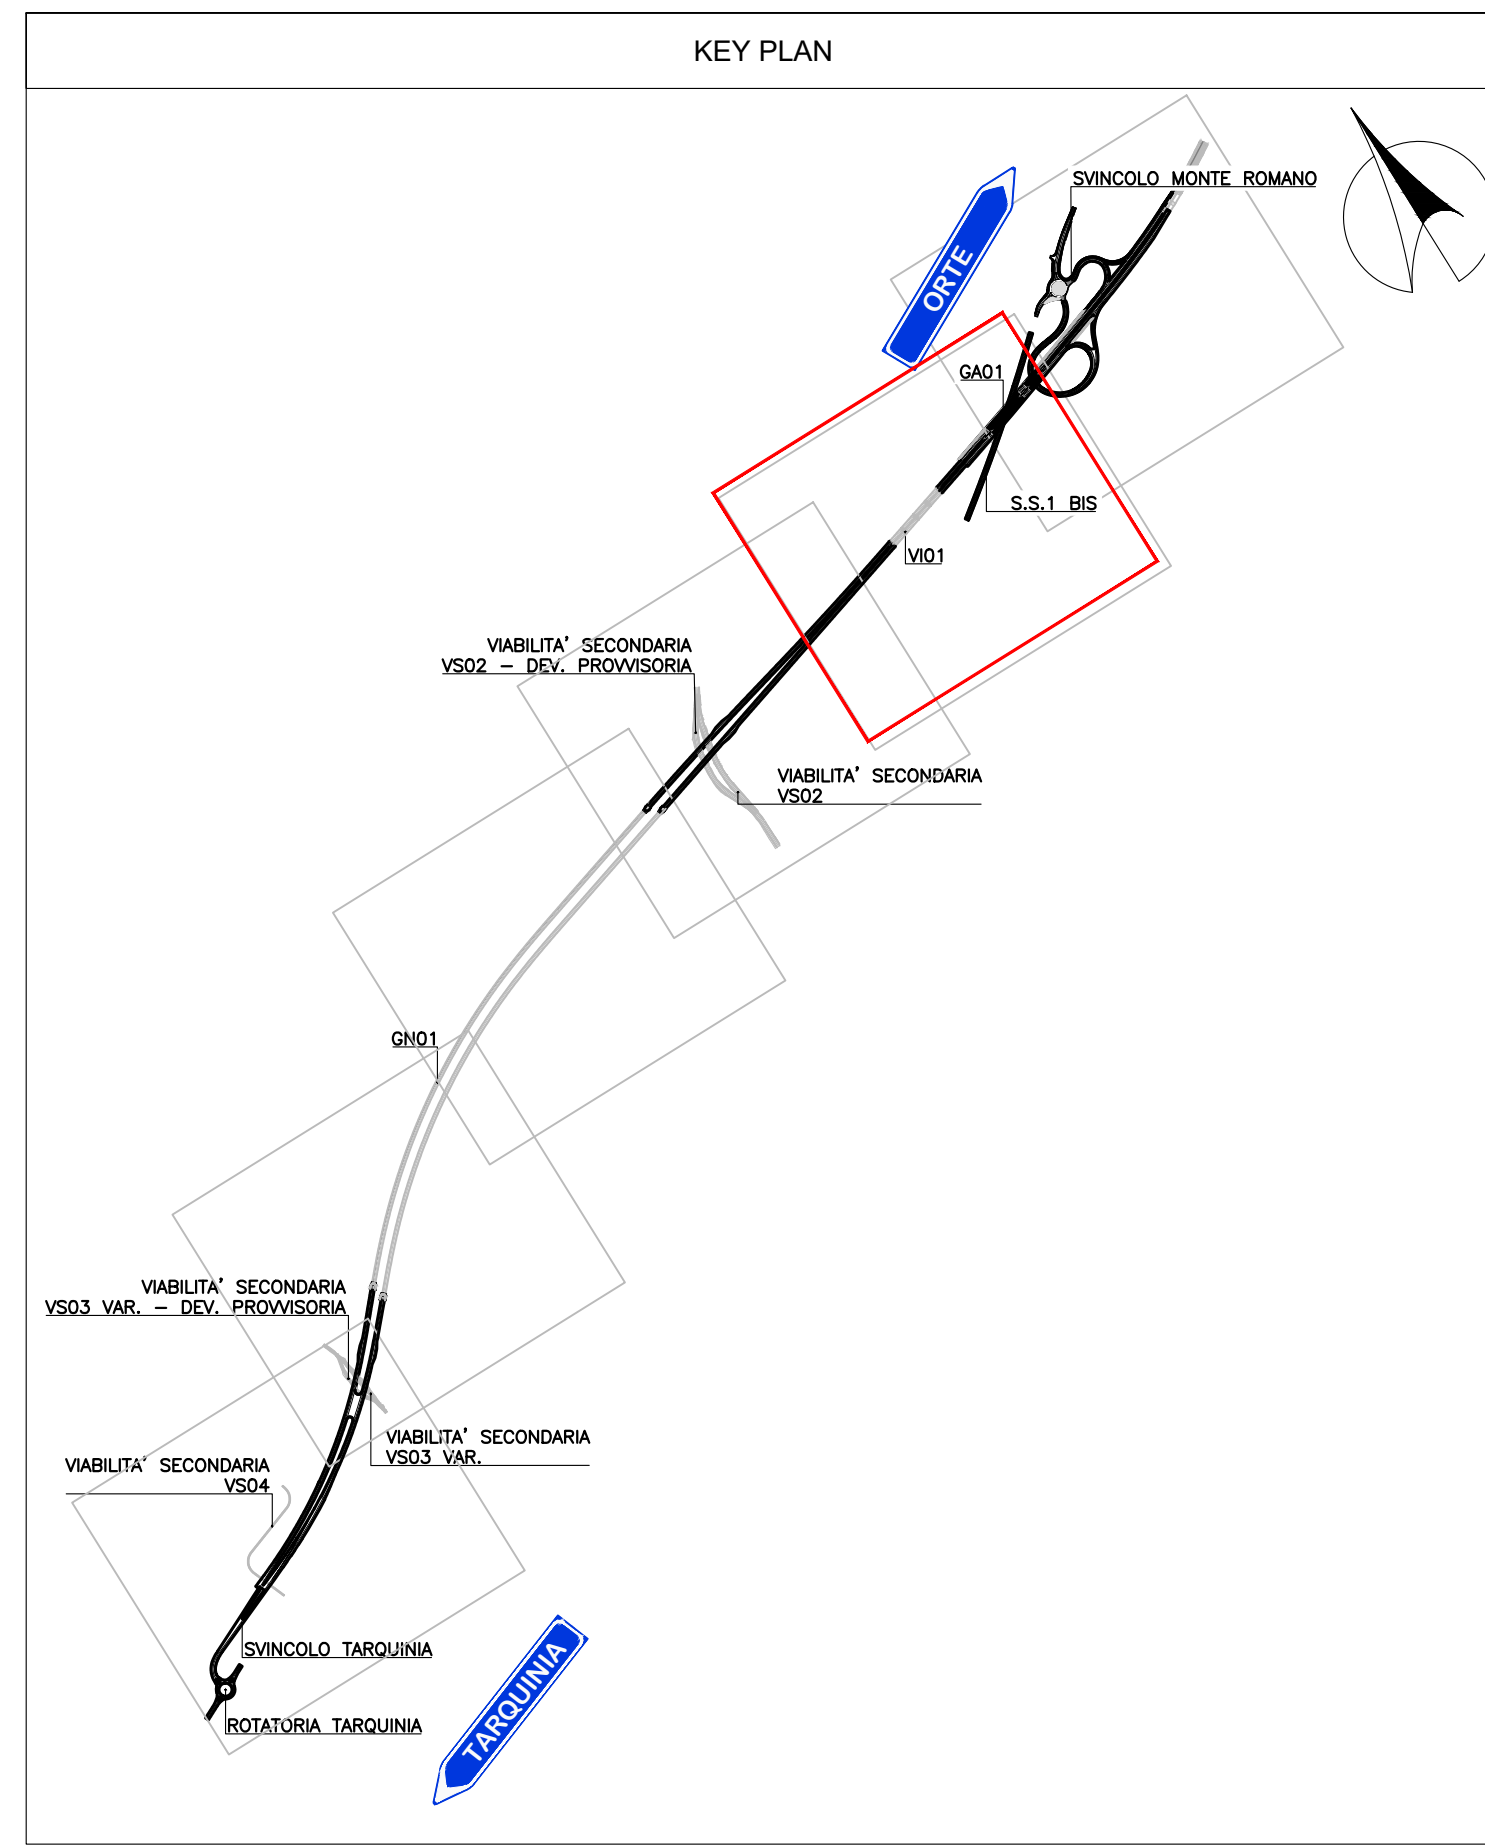 KEY PLAN
SVINCOLO MONTE ROMANO
ORTE
GA01
S.S.1 BIS
VI01
VIABILITA' SECONDARIA
VS02 – DEV. PROVVISORIA
VIABILITA' SECONDARIA
VS02
GN01
VIABILITA' SECONDARIA
VS03 VAR. – DEV. PROVVISORIA
VIABILITA' SECONDARIA
VS03 VAR.
VIABILITA' SECONDARIA
VS04
SVINCOLO TARQUINIA
TARQUINIA
ROTATORIA TARQUINIA